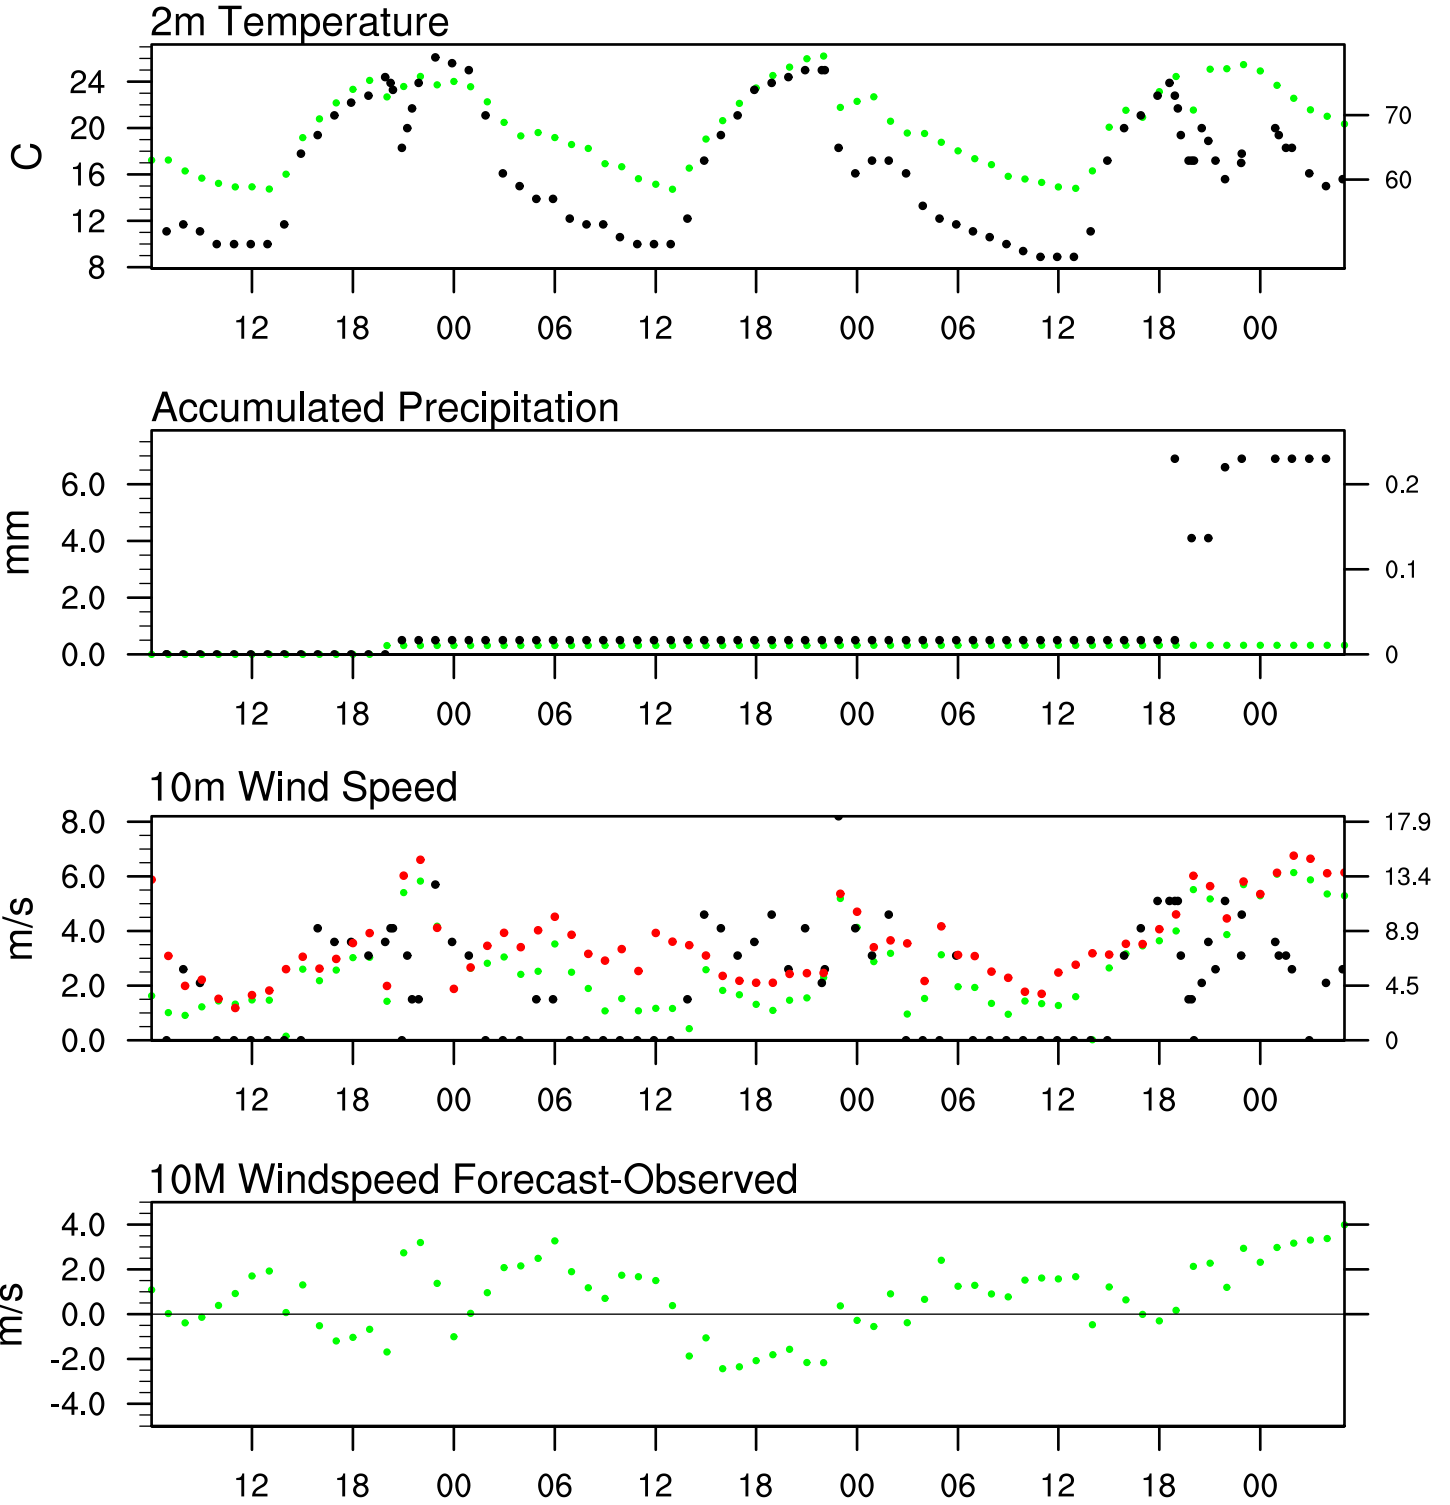 2m Temperature
C
24
20
16
12
8
70
60
12 18 00 06 12 18 00 06 12 18 00
Accumulated Precipitation
mm
6.0
4.0
2.0
0.0
0.2
0.1
0
12 18 00 06 12 18 00 06 12 18 00
10m Wind Speed
m/s
8.0
6.0
4.0
2.0
0.0
17.9
13.4
8.9
4.5
0
12 18 00 06 12 18 00 06 12 18 00
10M Windspeed Forecast-Observed
m/s
4.0
2.0
0.0
-2.0
-4.0
12 18 00 06 12 18 00 06 12 18 00